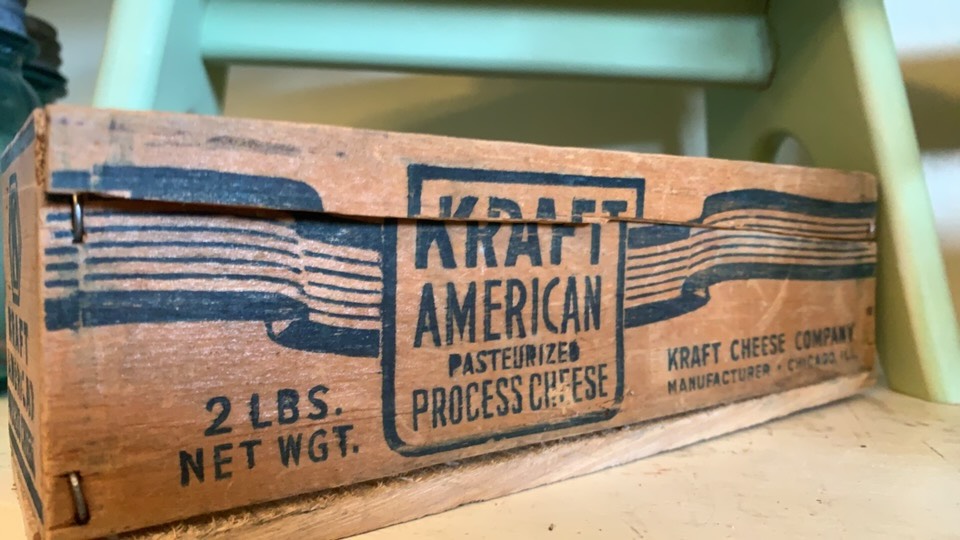 KRAFT
AMERICAN
PASTEURIZED
PROCESS CHEESE
2 LBS.
NET WGT.
KRAFT CHEESE COMPANY
MANUFACTURER • CHICAGO, ILL.